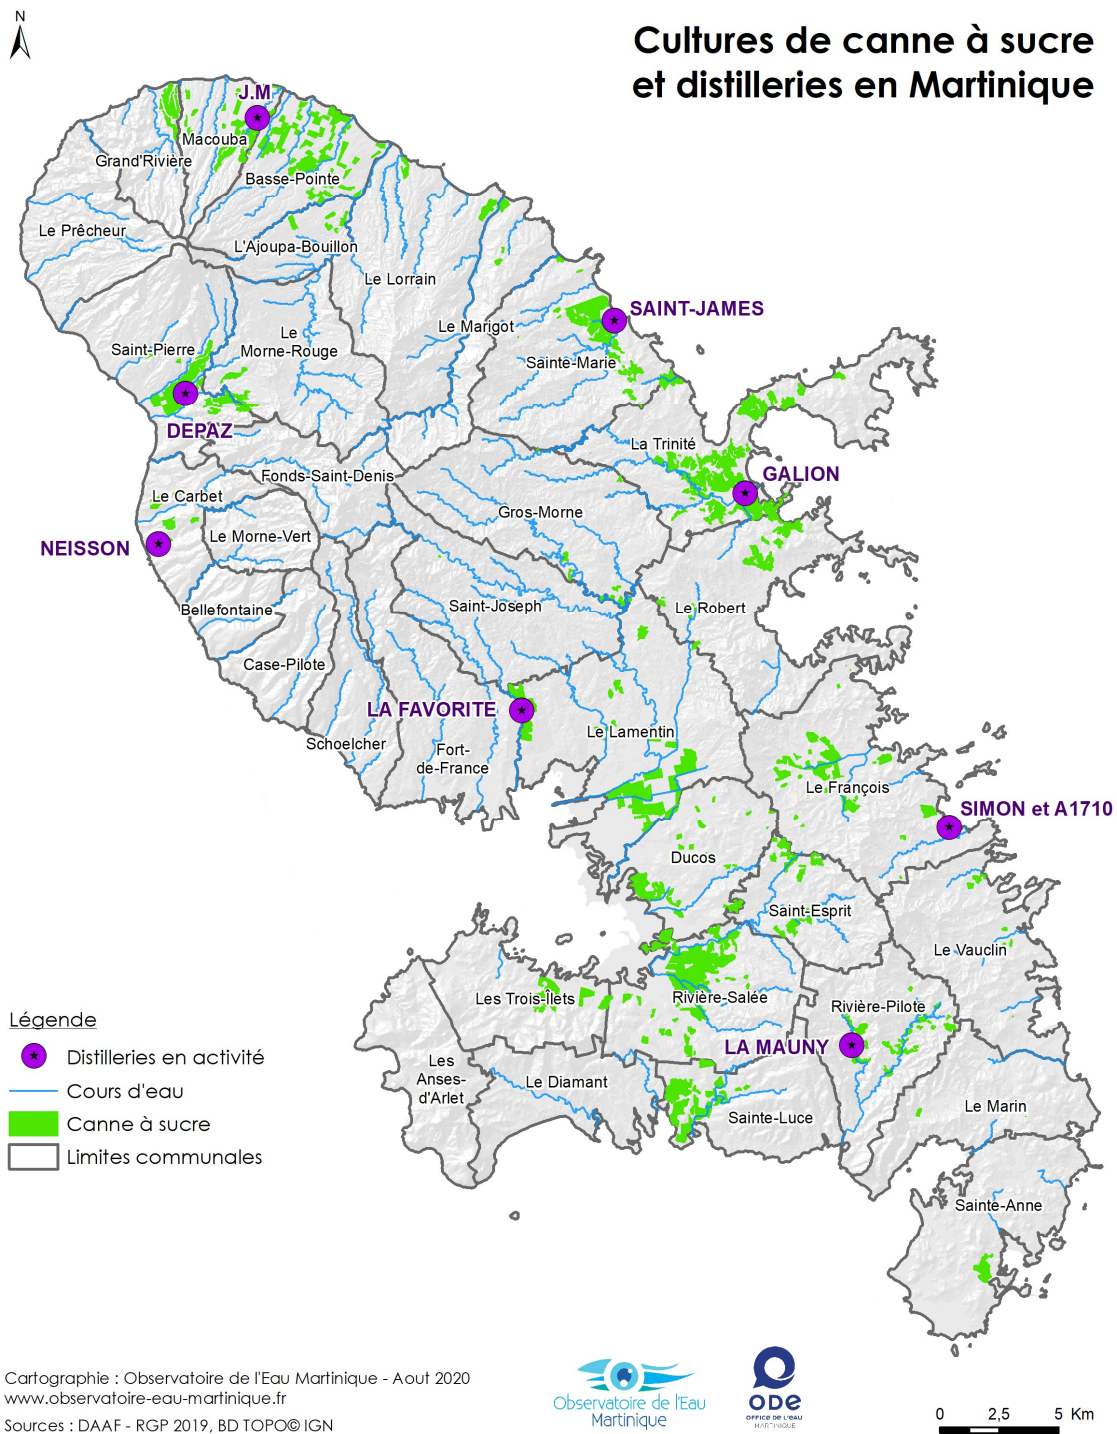 N
Cultures de canne à sucre
et distilleries en Martinique
J.M
Macouba
Grand'Rivière
Basse-Pointe
Le Prêcheur
L'Ajoupa-Bouillon
Le Lorrain
SAINT-JAMES
Le Marigot
Le
Morne-Rouge
Saint-Pierre
Sainte-Marie
DEPAZ
La Trinité
GALION
Fonds-Saint-Denis
Le Carbet
Gros-Morne
Le Morne-Vert
NEISSON
Bellefontaine
Saint-Joseph
Le Robert
Case-Pilote
LA FAVORITE
Le Lamentin
Schoelcher
Fort-
de-France
Le François
SIMON et A1710
Ducos
Saint-Esprit
Le Vauclin
Les Trois-Îlets
Rivière-Salée
Rivière-Pilote
LA MAUNY
Les
Anses-
d'Arlet
Le Diamant
Sainte-Luce
Le Marin
Sainte-Anne
Légende
Distilleries en activité
Cours d'eau
Canne à sucre
Limites communales
Cartographie : Observatoire de l'Eau Martinique - Aout 2020
www.observatoire-eau-martinique.fr
Sources : DAAF - RGP 2019, BD TOPO© IGN
Observatoire de l'Eau
Martinique
ODE
OFFICE DE L'EAU
MARTINIQUE
0 2,5 5 Km